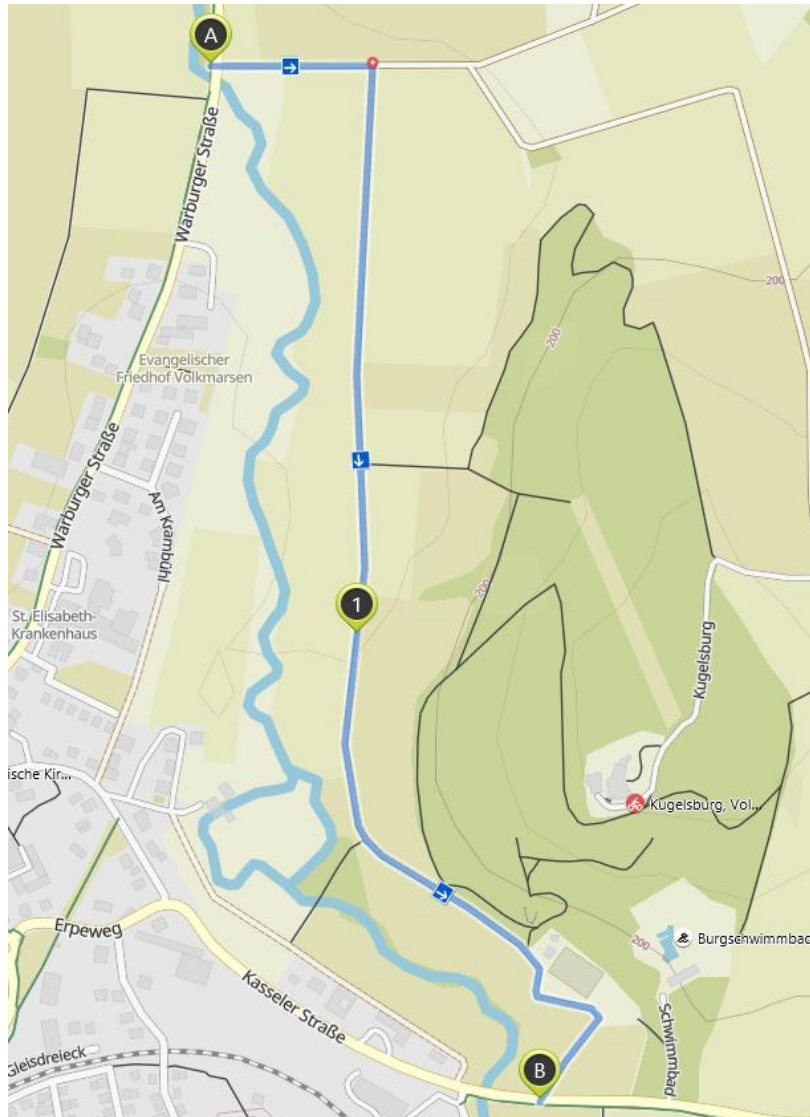 A
Warburger Straße
200
200
Evangelischer
Friedhof Volkmarsen
Warburger Straße
Am Krambühl
200
1
St. Elisabeth-
Krankenhaus
Kugelsburg
ische Kir...
Kugelsburg, Vol...
Erpeweg
200
Burgschwimmbad
Kasseler Straße
Schwimmbad
Gleisdreieck
B